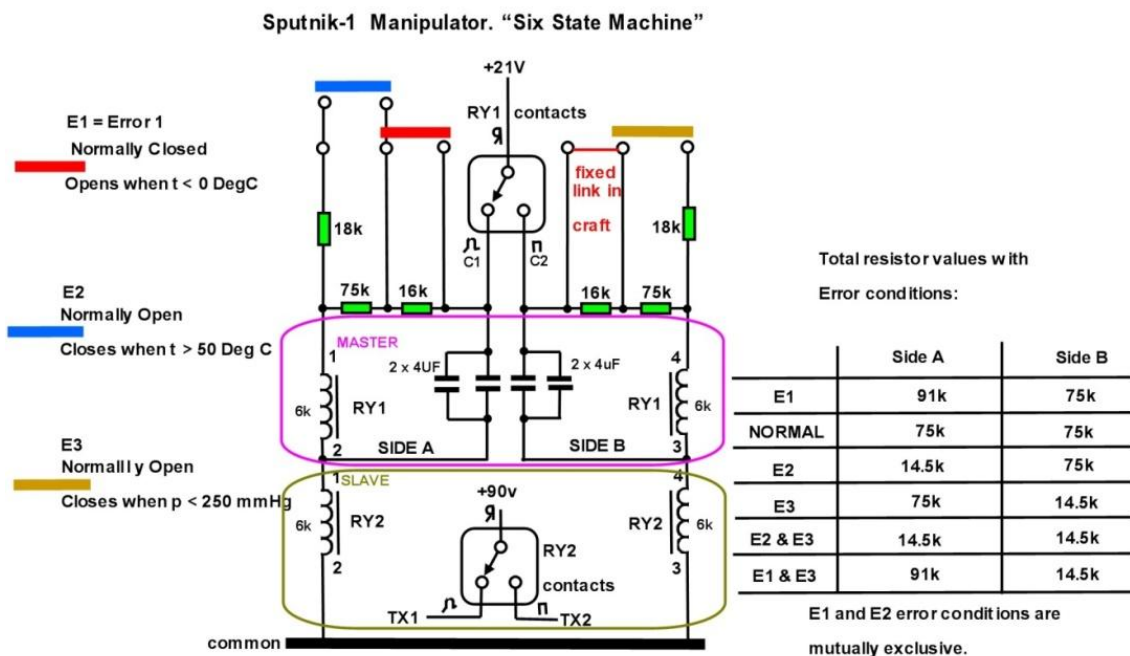 Sputnik-1 Manipulator. "Six State Machine"
+21V
RY1 contacts
E1 = Error 1
Normally Closed
Opens when t < 0 DegC
fixed
link in
craft
18k
18k
C1
C2
75k
16k
16k
75k
E2
Normally Open
Closes when t > 50 Deg C
MASTER
1
4
2 x 4UF
2 x 4uF
6k
RY1
RY1
6k
2
SIDE A
SIDE B
3
E3
Normallly Open
Closes when p < 250 mmHg
1
SLAVE
4
+90v
6k
RY2
RY2
RY2
6k
2
contacts
3
TX1
TX2
common
Total resistor values with
Error conditions:
Side A Side B
E1 91k 75k
NORMAL 75k 75k
E2 14.5k 75k
E3 75k 14.5k
E2 & E3 14.5k 14.5k
E1 & E3 91k 14.5k
E1 and E2 error conditions are
mutually exclusive.